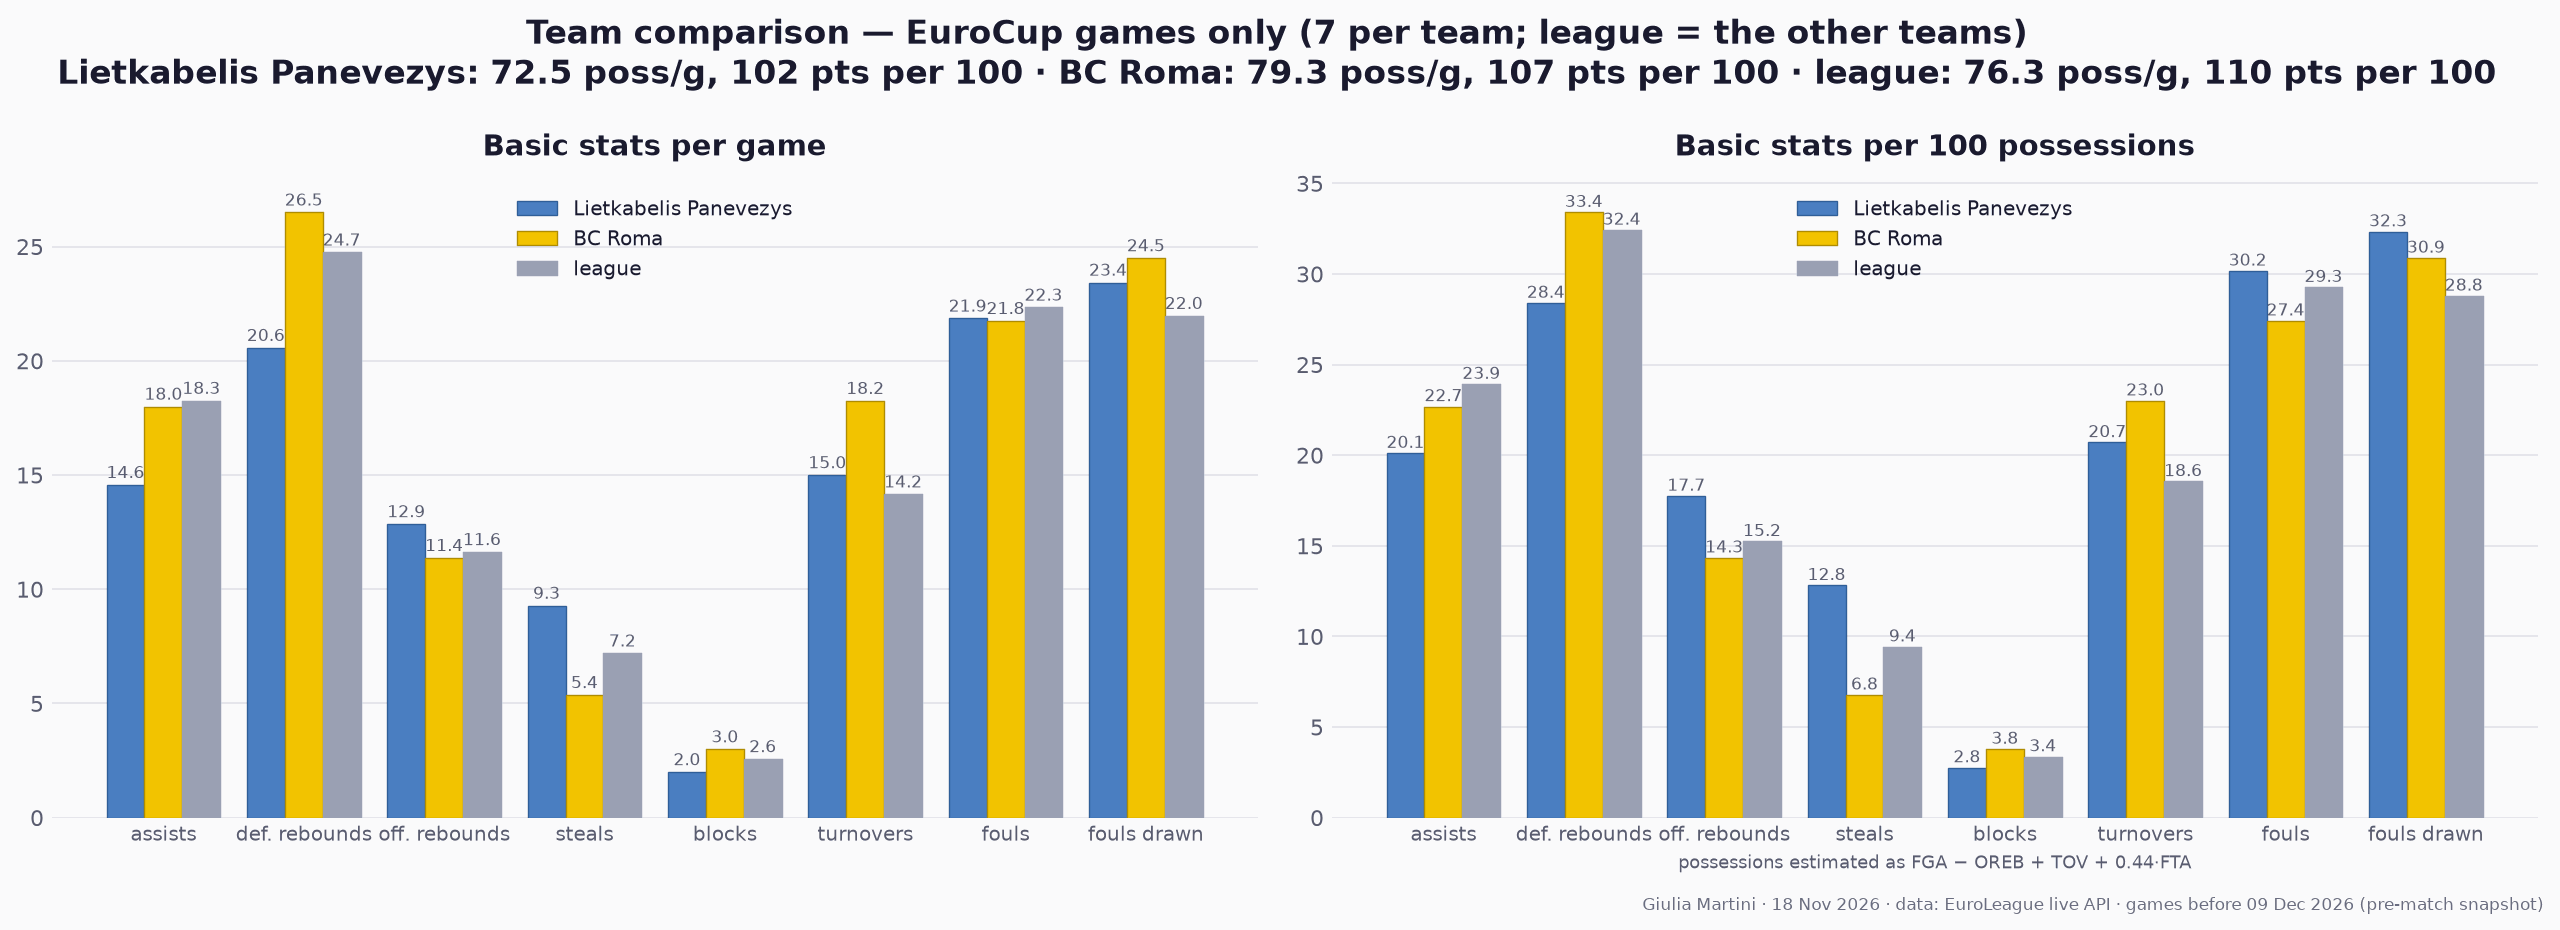 Team comparison — EuroCup games only (7 per team; league = the other teams)
Lietkabelis Panevezys: 72.5 poss/g, 102 pts per 100 · BC Roma: 79.3 poss/g, 107 pts per 100 · league: 76.3 poss/g, 110 pts per 100
Basic stats per game
Lietkabelis Panevezys
BC Roma
league
25
20
15
10
5
0
14.6 18.0 18.3
20.6 26.5 24.7
12.9 11.4 11.6
9.3 5.4 7.2
2.0 3.0 2.6
15.0 18.2 14.2
21.9 21.8 22.3
23.4 24.5 22.0
assists def. rebounds off. rebounds steals blocks turnovers fouls fouls drawn
Basic stats per 100 possessions
Lietkabelis Panevezys
BC Roma
league
35
30
25
20
15
10
5
0
20.1 22.7 23.9
28.4 33.4 32.4
17.7 14.3 15.2
12.8 6.8 9.4
2.8 3.8 3.4
20.7 23.0 18.6
30.2 27.4 29.3
32.3 30.9 28.8
assists def. rebounds off. rebounds steals blocks turnovers fouls fouls drawn
possessions estimated as FGA − OREB + TOV + 0.44·FTA
Giulia Martini · 18 Nov 2026 · data: EuroLeague live API · games before 09 Dec 2026 (pre-match snapshot)